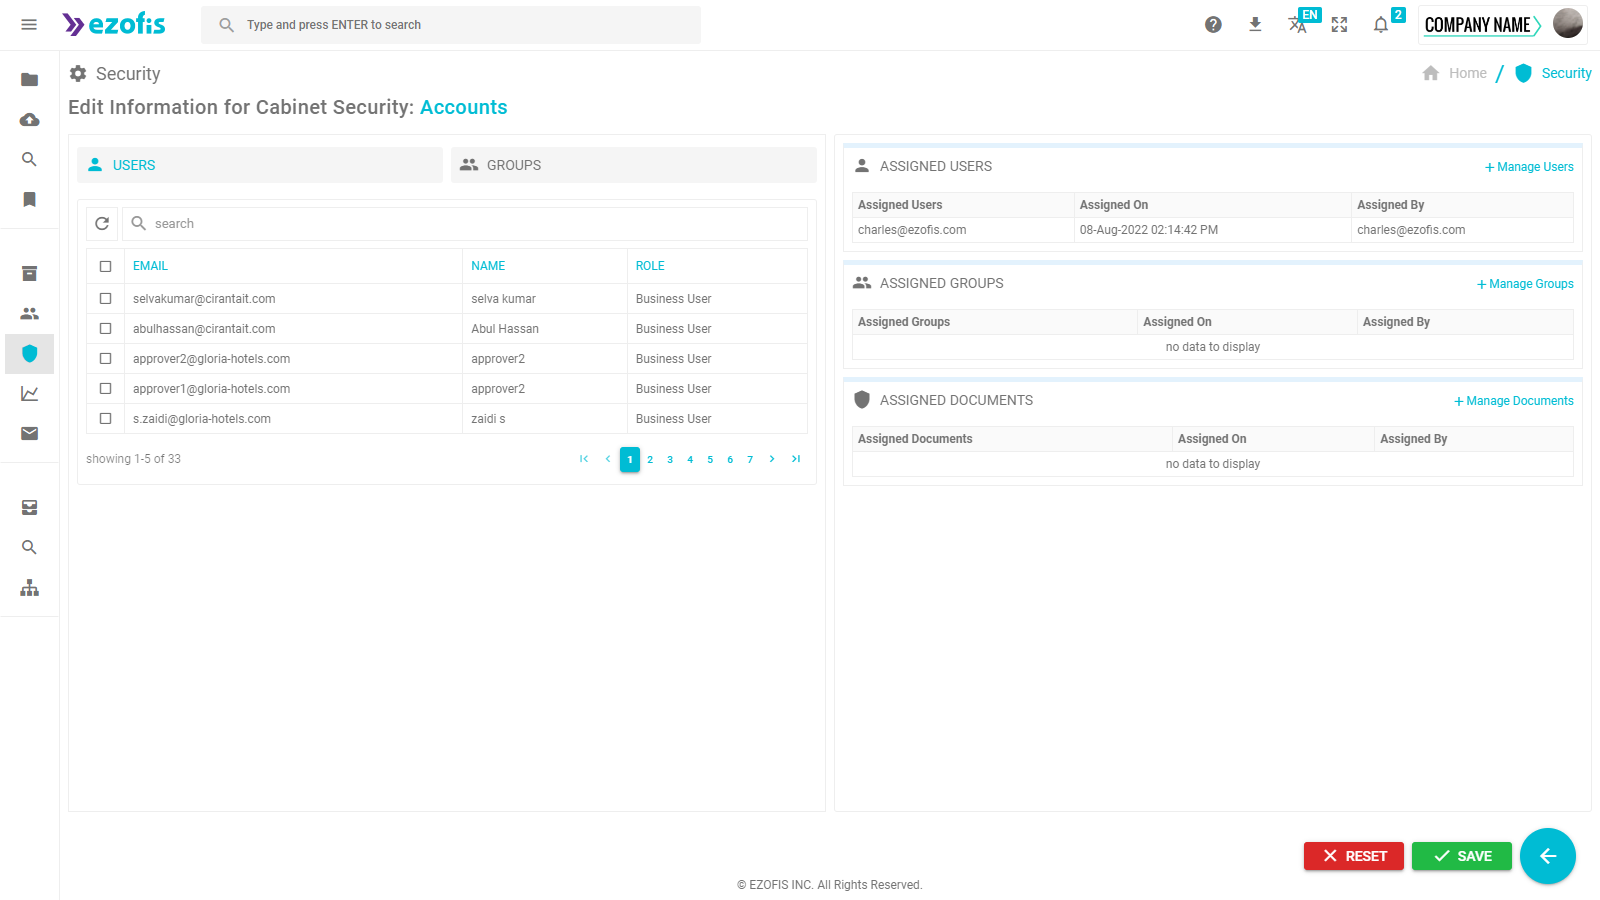 ezofis
Type and press ENTER to search
EN
2
COMPANY NAME
Security
Home / Security
Edit Information for Cabinet Security: Accounts
USERS
GROUPS
search
EMAIL NAME ROLE
selvakumar@cirantait.com selva kumar Business User
abulhassan@cirantait.com Abul Hassan Business User
approver2@gloria-hotels.com approver2 Business User
approver1@gloria-hotels.com approver2 Business User
s.zaidi@gloria-hotels.com zaidi s Business User
showing 1-5 of 33
1 2 3 4 5 6 7
ASSIGNED USERS
+ Manage Users
Assigned Users Assigned On Assigned By
charles@ezofis.com 08-Aug-2022 02:14:42 PM charles@ezofis.com
ASSIGNED GROUPS
+ Manage Groups
Assigned Groups Assigned On Assigned By
no data to display
ASSIGNED DOCUMENTS
+ Manage Documents
Assigned Documents Assigned On Assigned By
no data to display
RESET
SAVE
© EZOFIS INC. All Rights Reserved.